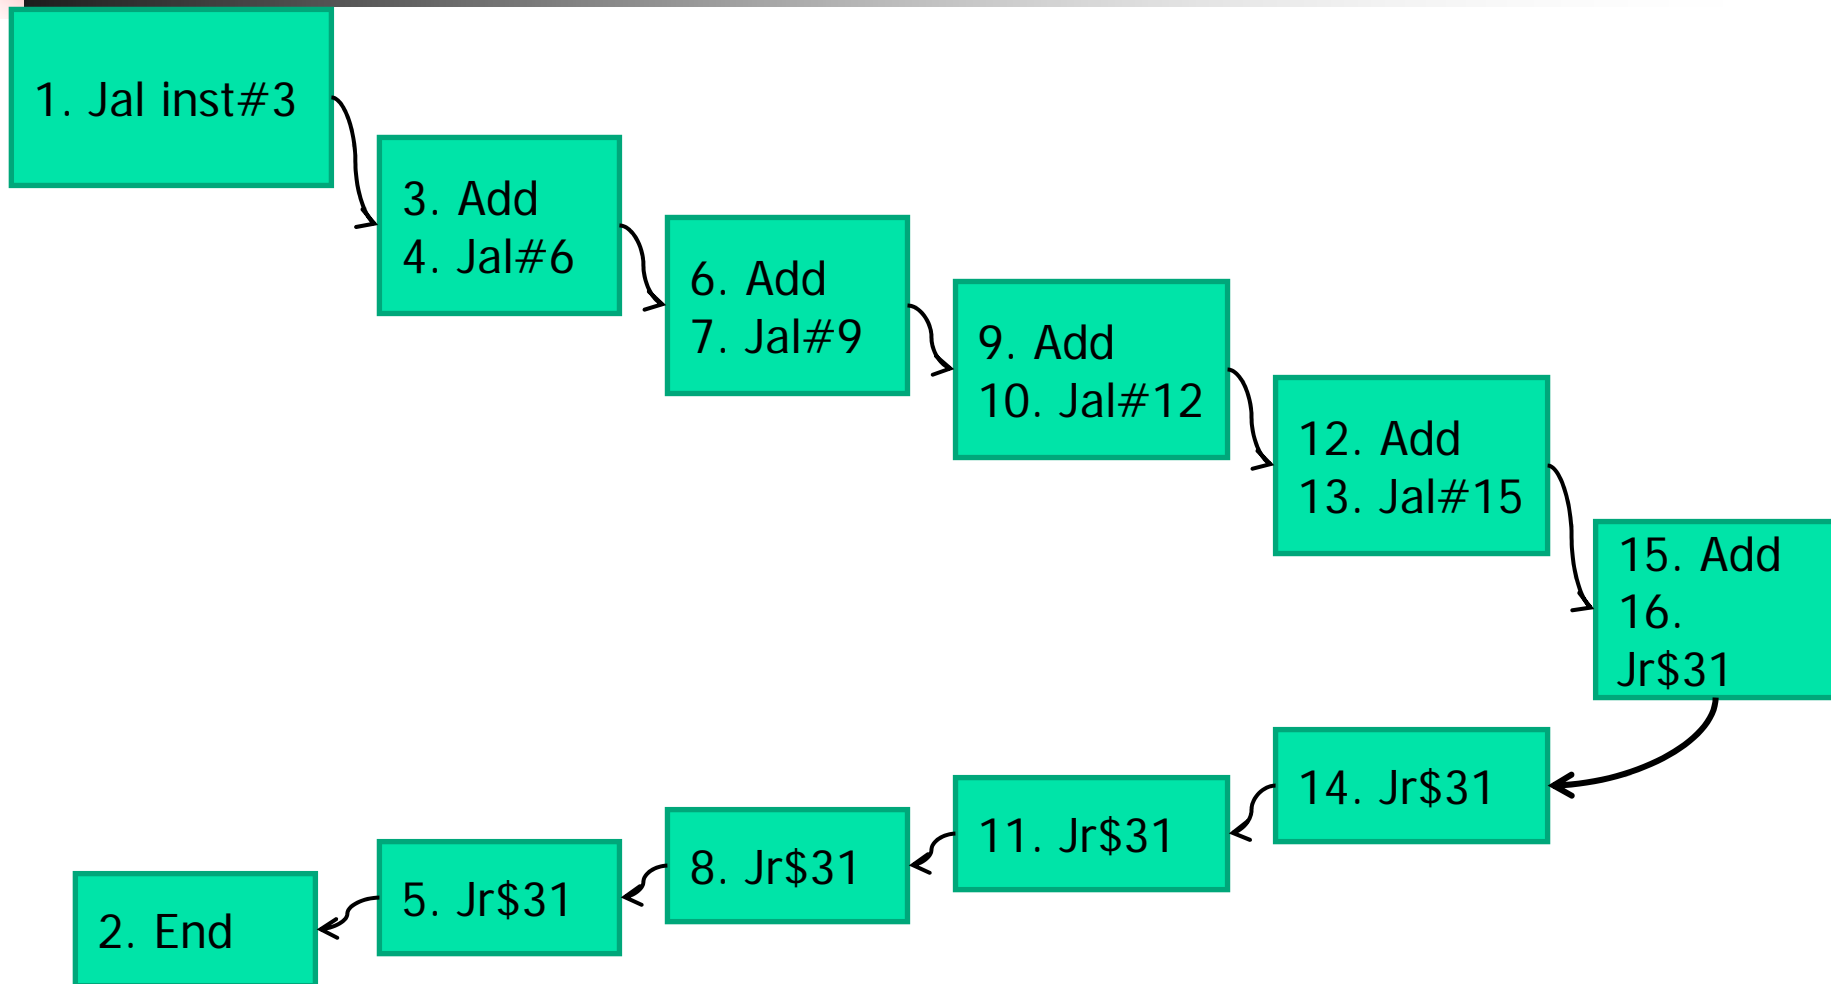 1. Jal inst#3
3. Add
4. Jal#6
6. Add
7. Jal#9
9. Add
10. Jal#12
12. Add
13. Jal#15
15. Add
16.
Jr$31
14. Jr$31
11. Jr$31
8. Jr$31
5. Jr$31
2. End